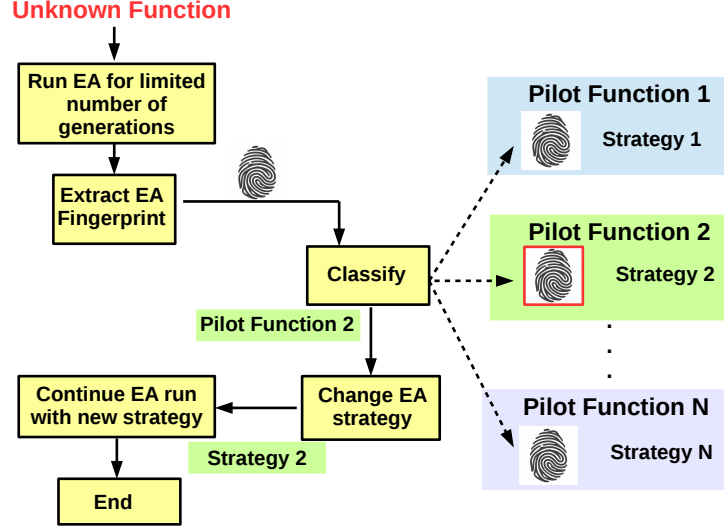 Unknown Function
Run EA for limited
number of
generations
Extract EA
Fingerprint
Classify
Pilot Function 2
Change EA
strategy
Strategy 2
Continue EA run
with new strategy
End
Pilot Function 1
Strategy 1
Pilot Function 2
Strategy 2
Pilot Function N
Strategy N